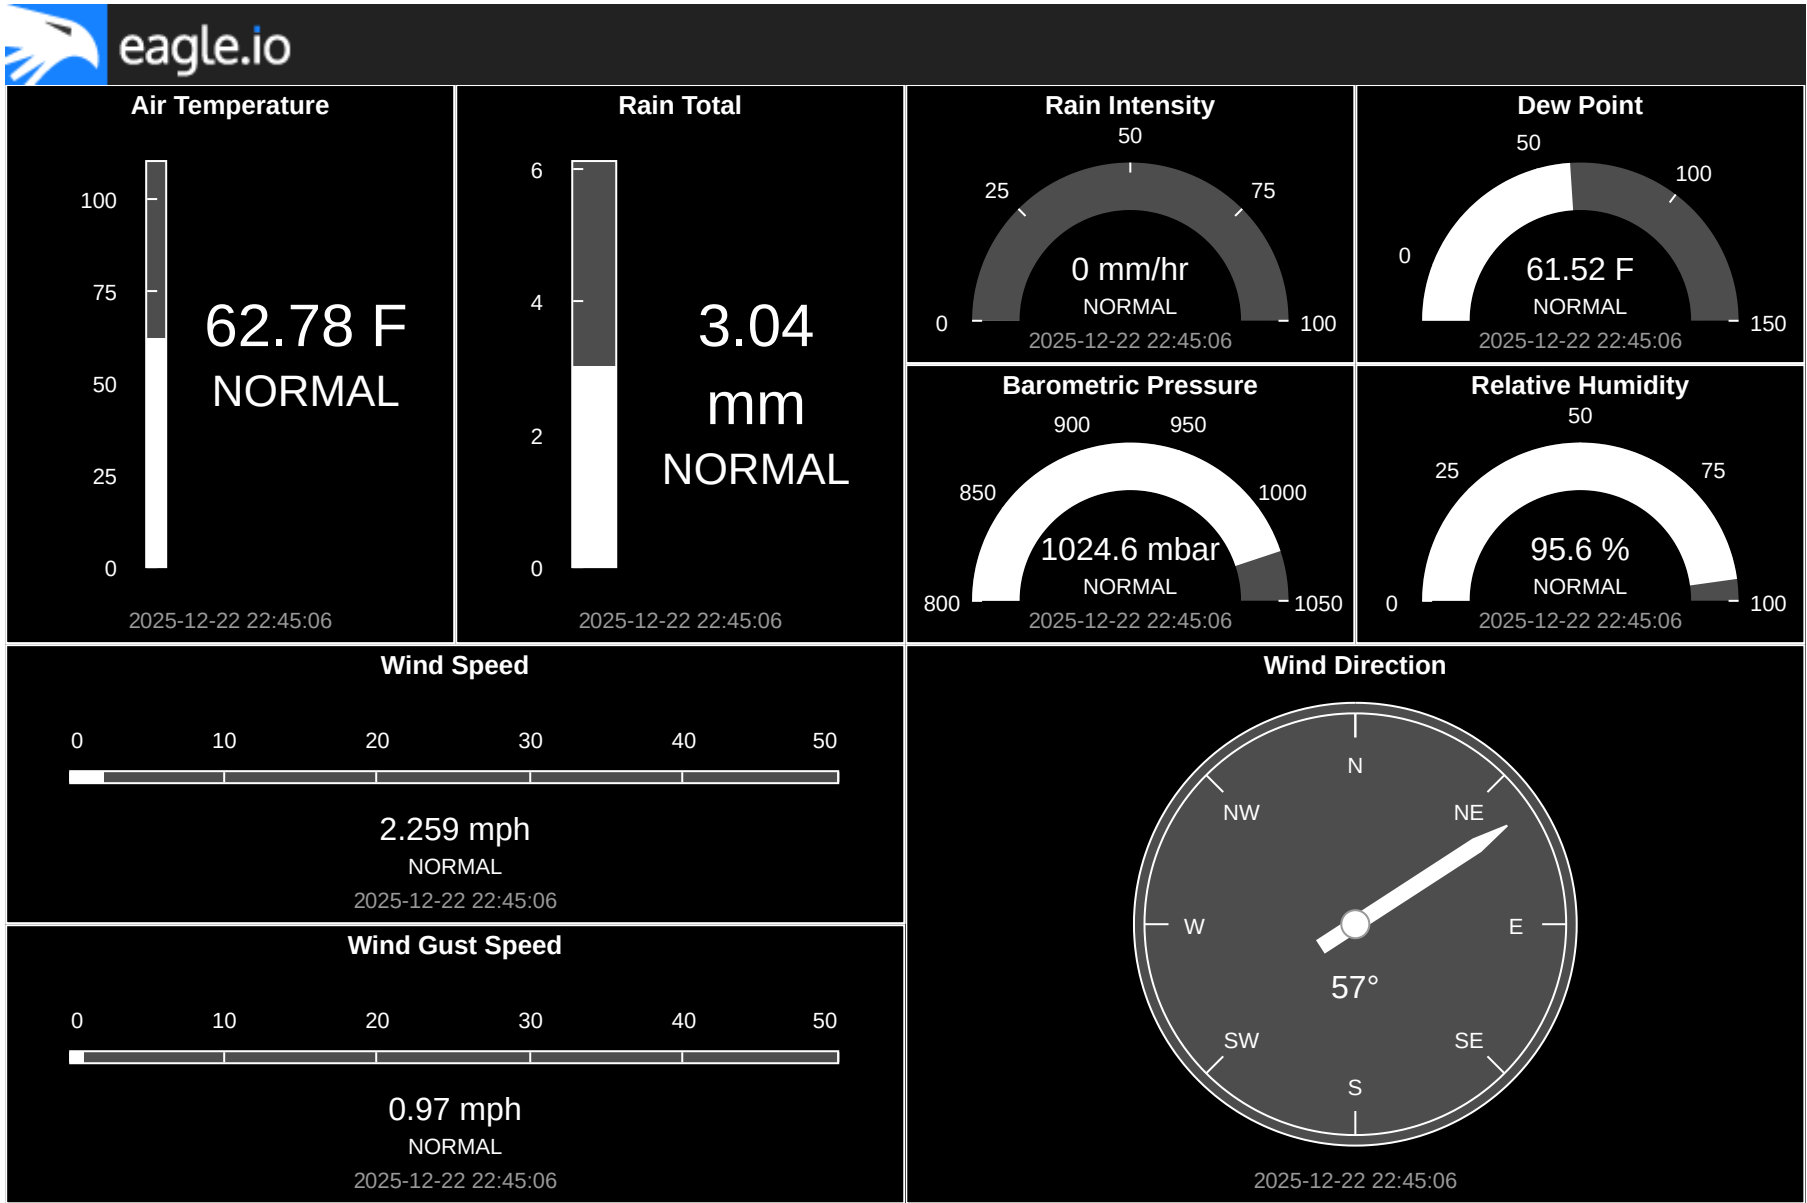 eagle.io
Air Temperature
100
75
50
25
0
62.78 F
NORMAL
2025-12-22 22:45:06
Rain Total
6
4
2
0
3.04
mm
NORMAL
2025-12-22 22:45:06
Rain Intensity
0
25
50
75
100
0 mm/hr
NORMAL
2025-12-22 22:45:06
Dew Point
0
50
100
150
61.52 F
NORMAL
2025-12-22 22:45:06
Barometric Pressure
800
850
900
950
1000
1050
1024.6 mbar
NORMAL
2025-12-22 22:45:06
Relative Humidity
0
25
50
75
100
95.6 %
NORMAL
2025-12-22 22:45:06
Wind Speed
0 10 20 30 40 50
2.259 mph
NORMAL
2025-12-22 22:45:06
Wind Gust Speed
0 10 20 30 40 50
0.97 mph
NORMAL
2025-12-22 22:45:06
Wind Direction
N
NW NE
W E
57°
SW SE
S
2025-12-22 22:45:06